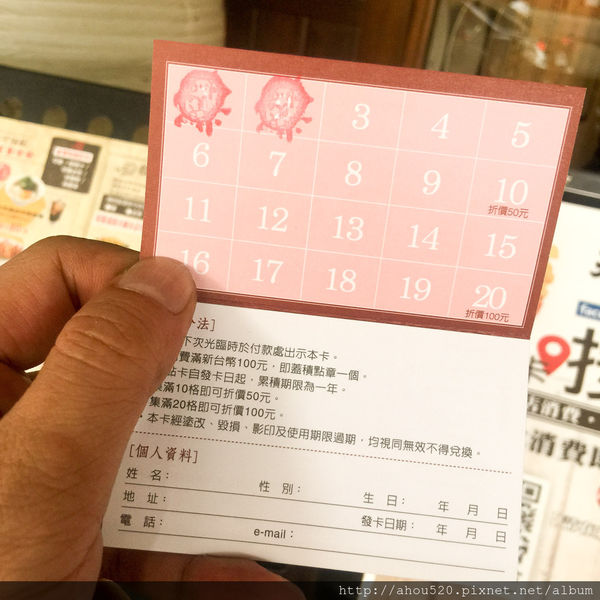 3 4 5
6 7 8 9 10
折價50元
11 12 13 14 15
16 17 18 19 20
折價100元
法]
下次光臨時於付款處出示本卡。
費滿新台幣100元，即蓋積點章一個。
點卡自發卡日起，累積期限為一年。
集滿10格即可折價50元。
集滿20格即可折價100元。
本卡經塗改、毀損、影印及使用期限過期，均視同無效不得兌換。
[個人資料]
姓 名： 性 別： 生 日： 年 月 日
地 址：
電 話： e-mail： 發卡日期： 年 月 日
消費
http://ahou520.pixnet.net/album